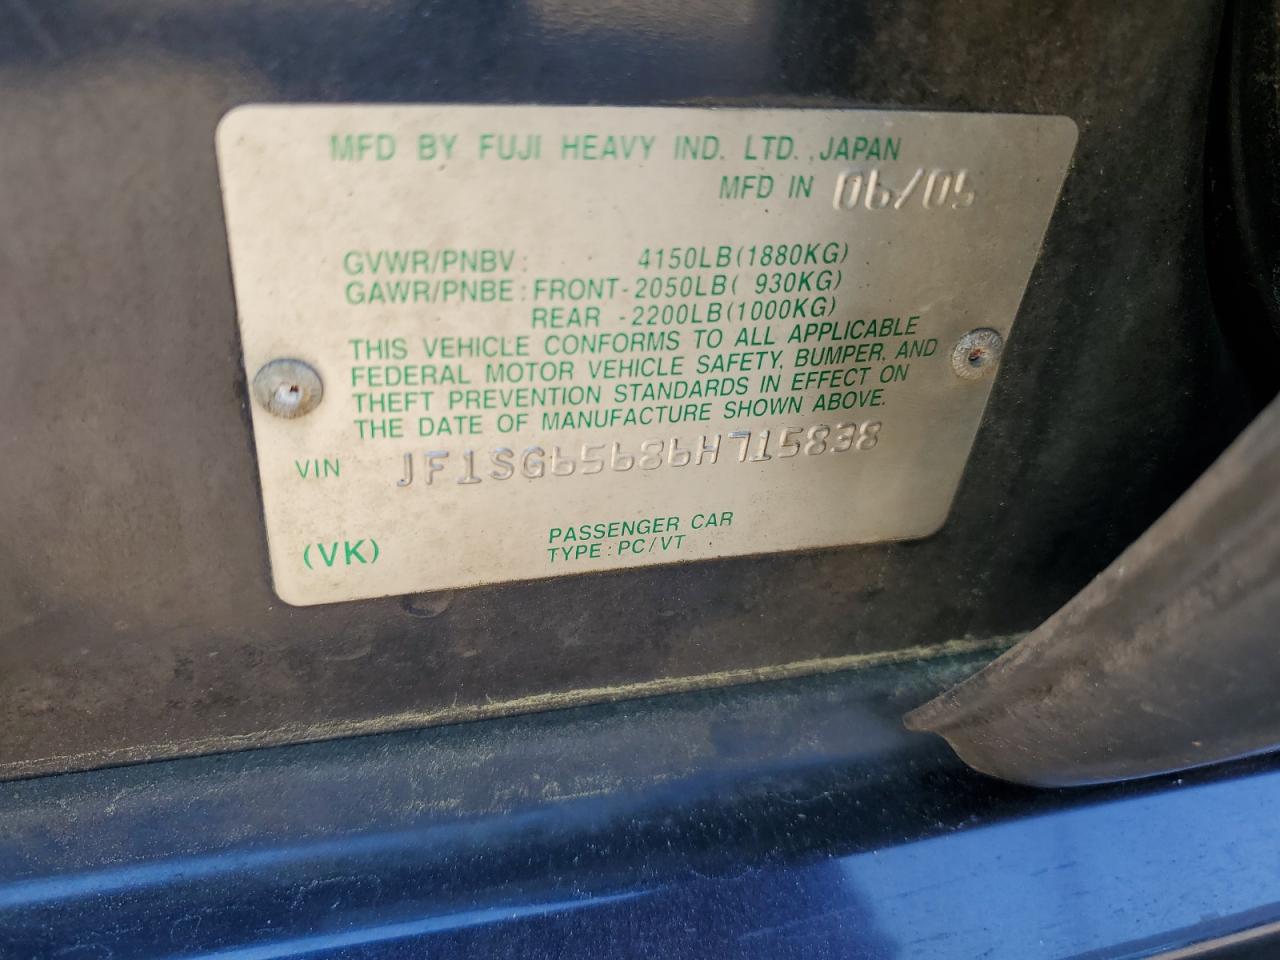 MFD BY FUJI HEAVY IND. LTD., JAPAN
MFD IN 06/05
GVWR/PNBV: 4150LB(1880KG)
GAWR/PNBE: FRONT-2050LB( 930KG)
REAR -2200LB(1000KG)
THIS VEHICLE CONFORMS TO ALL APPLICABLE
FEDERAL MOTOR VEHICLE SAFETY, BUMPER, AND
THEFT PREVENTION STANDARDS IN EFFECT ON
THE DATE OF MANUFACTURE SHOWN ABOVE.
VIN JF1SG65686H715838
PASSENGER CAR
(VK) TYPE: PC/VT